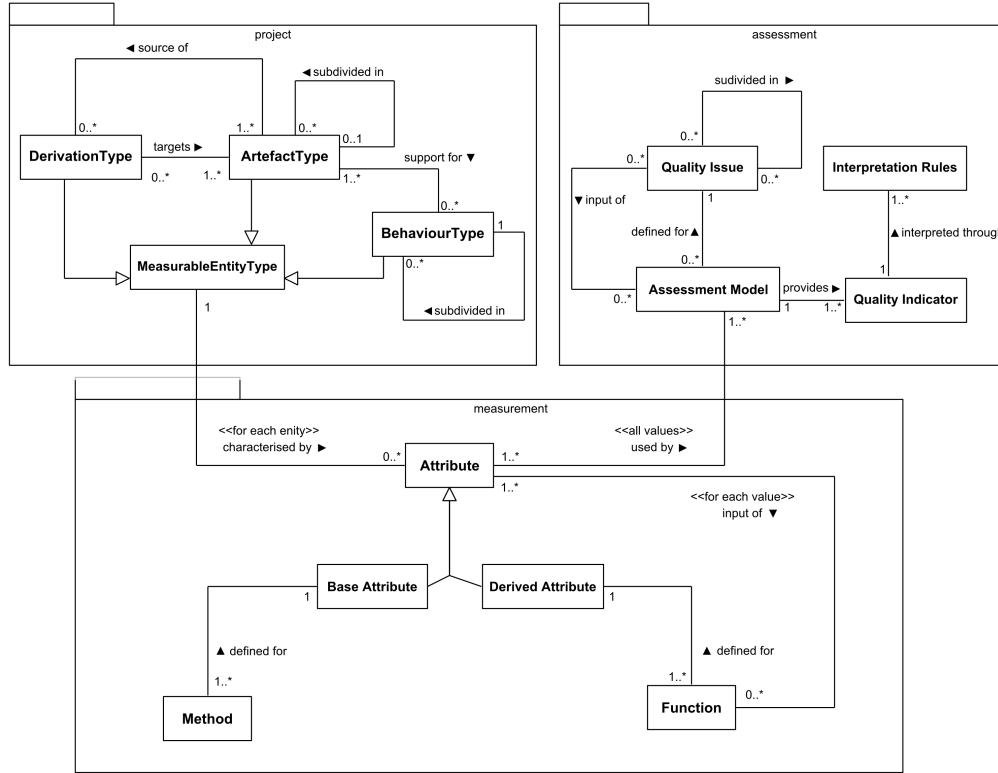 project
◄ source of
◄ subdivided in
0..*
1..*
0..*
0..1
DerivationType
targets ►
ArtefactType
support for ▼
0..*
1..*
1..*
0..*
BehaviourType
1
0..*
MeasurableEntityType
1
◄ subdivided in
assessment
sudivided in ►
0..*
0..*
Quality Issue
Interpretation Rules
0..*
1
1..*
▼ input of
defined for ▲
▲ interpreted through
0..*
1
Assessment Model
provides ►
Quality Indicator
0..*
1
1..*
1..*
measurement
<<for each enity>>
characterised by ►
<<all values>>
used by ►
0..*
Attribute
1..*
1..*
<<for each value>>
input of ▼
Base Attribute
Derived Attribute
1
1
▲ defined for
▲ defined for
1..*
1..*
0..*
Method
Function